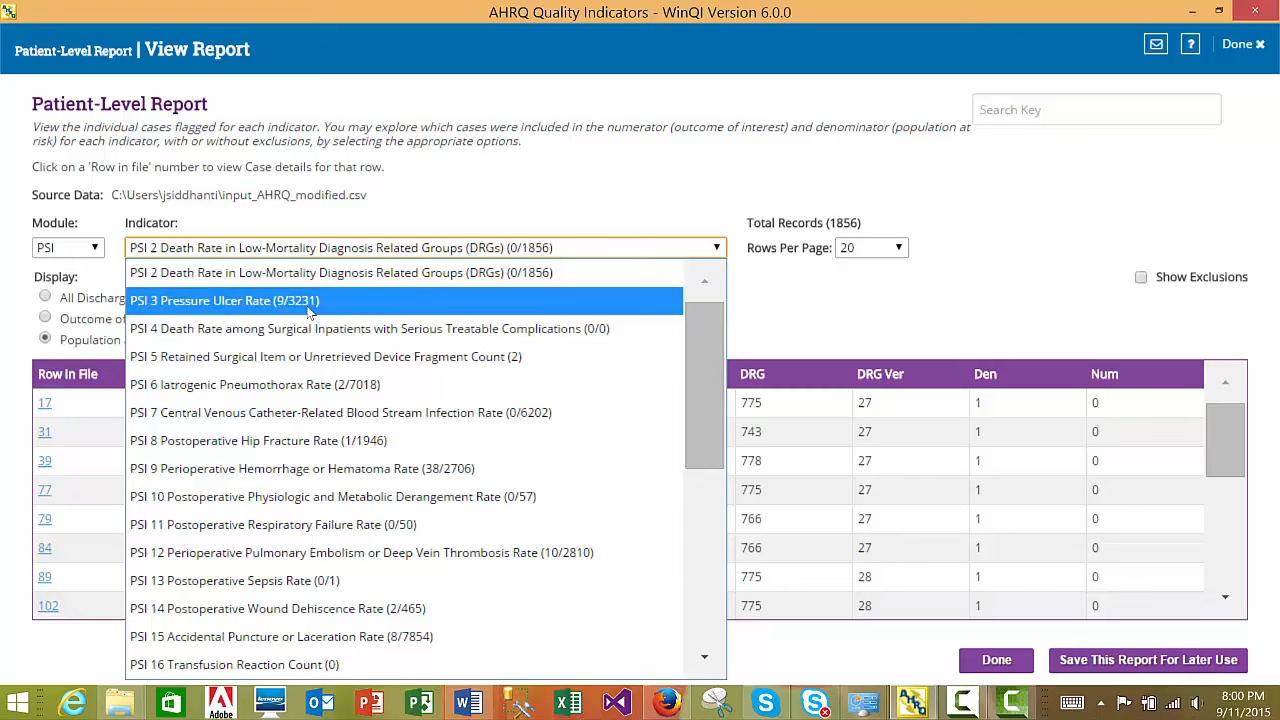 AHRQ Quality Indicators - WinQI Version 6.0.0
Patient-Level Report | View Report
?
Done ✖
Patient-Level Report
Search Key
View the individual cases flagged for each indicator. You may explore which cases were included in the numerator (outcome of interest) and denominator (population at
risk) for each indicator, with or without exclusions, by selecting the appropriate options.
Click on a 'Row in file' number to view Case details for that row.
Source Data: C:\Users\jsiddhanti\input_AHRQ_modified.csv
Module: Indicator: Total Records (1856)
PSI PSI 2 Death Rate in Low-Mortality Diagnosis Related Groups (DRGs) (0/1856) Rows Per Page: 20
Display: Show Exclusions
All Discharg
Outcome of
Population
PSI 2 Death Rate in Low-Mortality Diagnosis Related Groups (DRGs) (0/1856)
PSI 3 Pressure Ulcer Rate (9/3231)
PSI 4 Death Rate among Surgical Inpatients with Serious Treatable Complications (0/0)
PSI 5 Retained Surgical Item or Unretrieved Device Fragment Count (2)
PSI 6 Iatrogenic Pneumothorax Rate (2/7018)
PSI 7 Central Venous Catheter-Related Blood Stream Infection Rate (0/6202)
PSI 8 Postoperative Hip Fracture Rate (1/1946)
PSI 9 Perioperative Hemorrhage or Hematoma Rate (38/2706)
PSI 10 Postoperative Physiologic and Metabolic Derangement Rate (0/57)
PSI 11 Postoperative Respiratory Failure Rate (0/50)
PSI 12 Perioperative Pulmonary Embolism or Deep Vein Thrombosis Rate (10/2810)
PSI 13 Postoperative Sepsis Rate (0/1)
PSI 14 Postoperative Wound Dehiscence Rate (2/465)
PSI 15 Accidental Puncture or Laceration Rate (8/7854)
PSI 16 Transfusion Reaction Count (0)
Row In File DRG DRG Ver Den Num
17 775 27 1 0
31 743 27 1 0
39 778 27 1 0
77 775 27 1 0
79 766 27 1 0
84 766 27 1 0
89 775 28 1 0
102 775 28 1 0
Done Save This Report For Later Use
Adobe
8:00 PM
9/11/2015